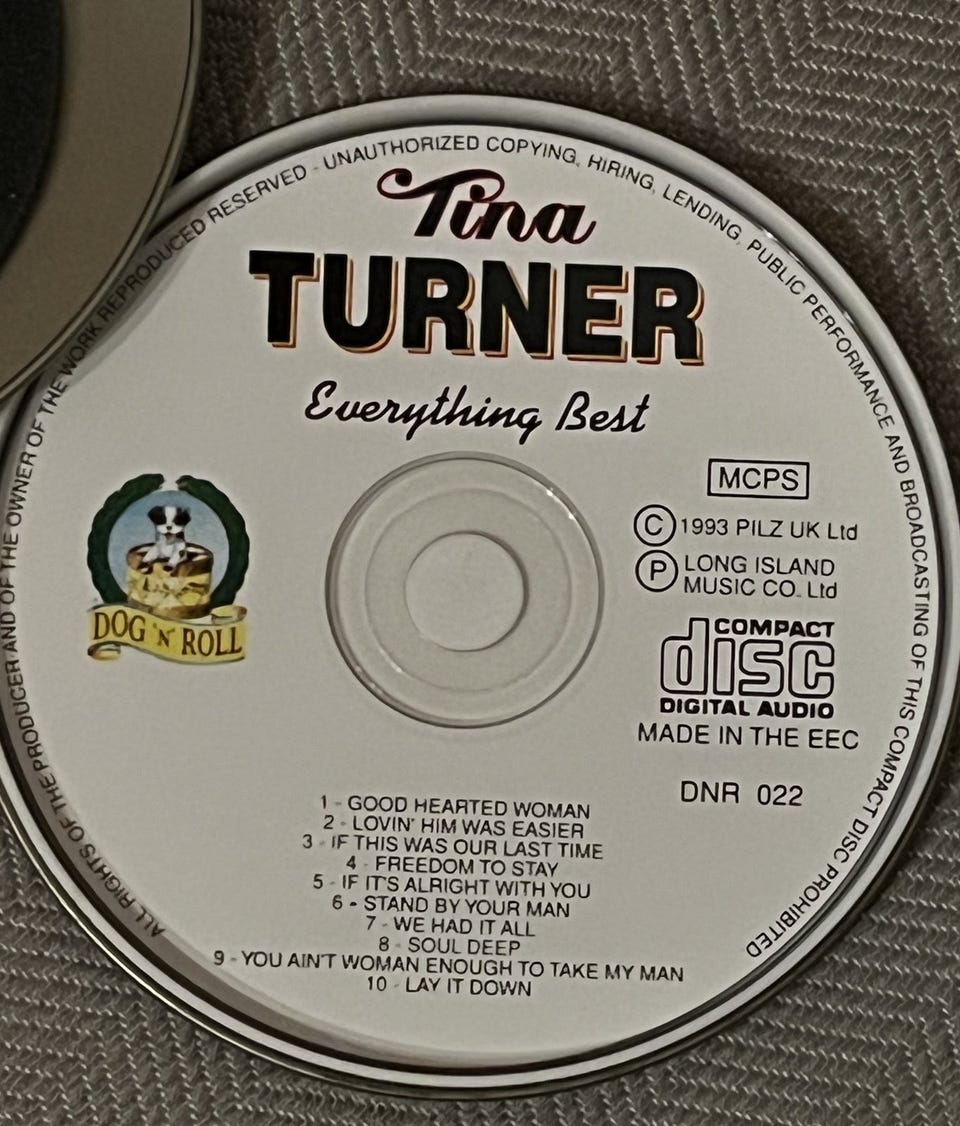 ALL RIGHTS OF THE PRODUCER AND OF THE OWNER OF THE WORK REPRODUCED RESERVED - UNAUTHORIZED COPYING, HIRING, LENDING, PUBLIC PERFORMANCE AND BROADCASTING OF THIS COMPACT DISC PROHIBITED
Tina
TURNER
Everything Best
MCPS
© 1993 PILZ UK Ltd
℗ LONG ISLAND
MUSIC CO. Ltd
DOG 'N' ROLL
COMPACT
disc
DIGITAL AUDIO
MADE IN THE EEC
DNR 022
1 - GOOD HEARTED WOMAN
2 - LOVIN' HIM WAS EASIER
3 - IF THIS WAS OUR LAST TIME
4 - FREEDOM TO STAY
5 - IF IT'S ALRIGHT WITH YOU
6 - STAND BY YOUR MAN
7 - WE HAD IT ALL
8 - SOUL DEEP
9 - YOU AIN'T WOMAN ENOUGH TO TAKE MY MAN
10 - LAY IT DOWN